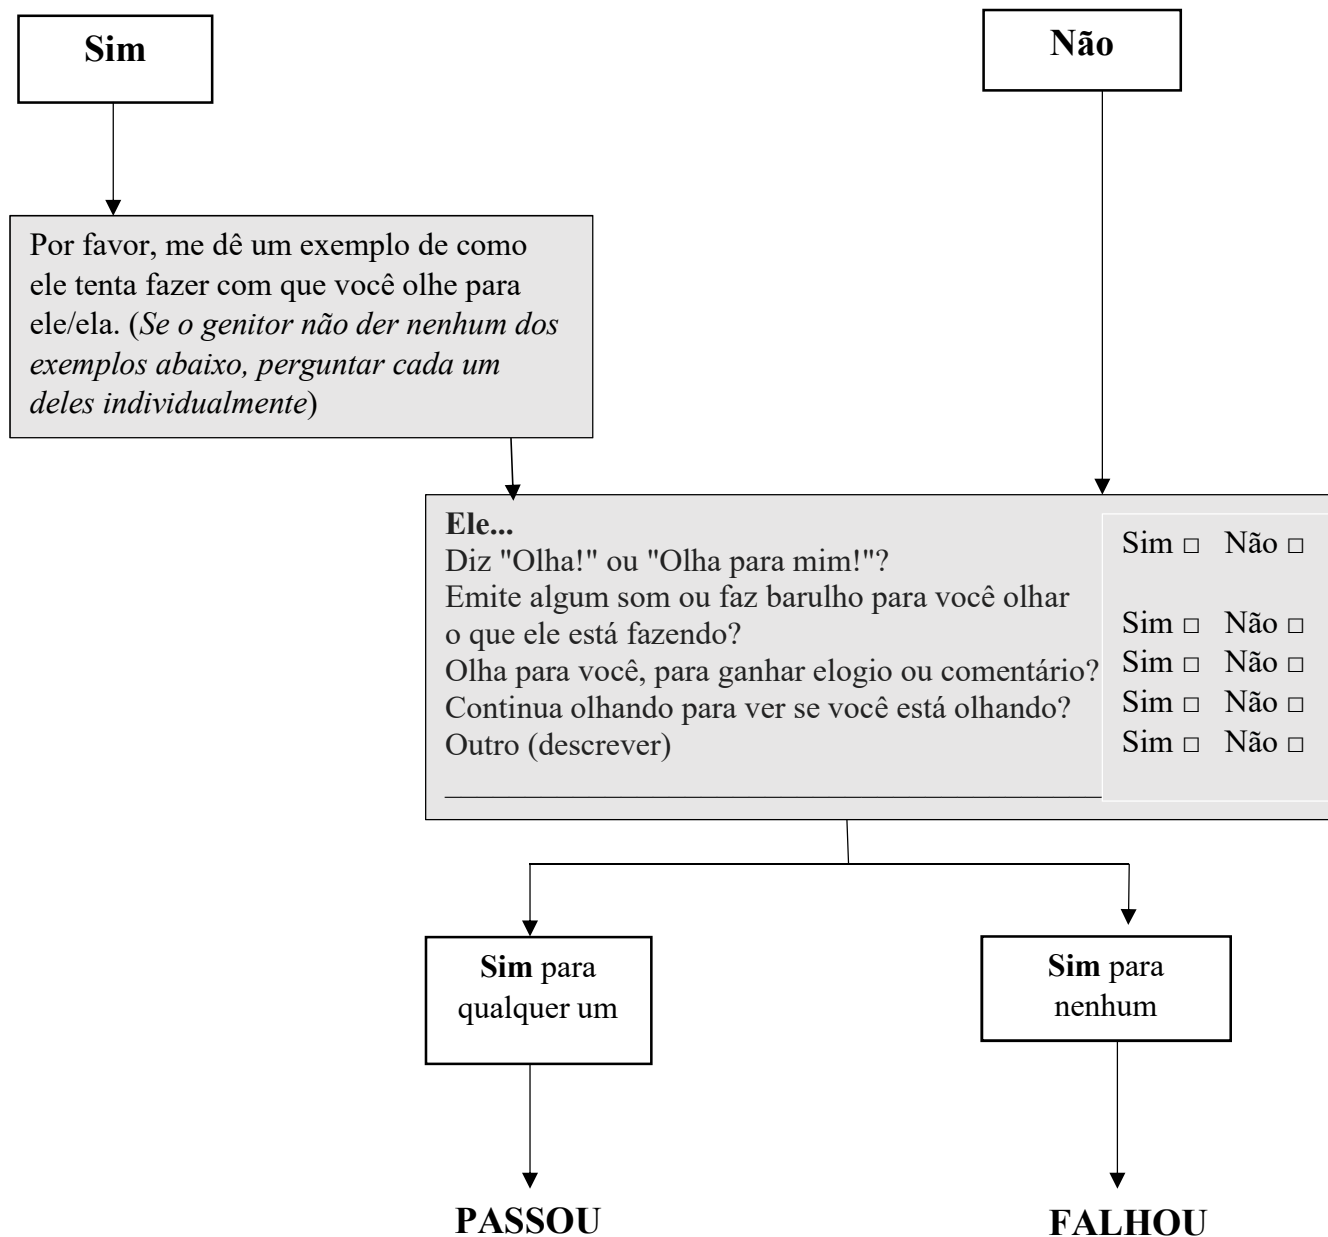 Sim
Não
Por favor, me dê um exemplo de como
ele tenta fazer com que você olhe para
ele/ela. (Se o genitor não der nenhum dos
exemplos abaixo, perguntar cada um
deles individualmente)
Ele...
Diz "Olha!" ou "Olha para mim!"? Sim □ Não □
Emite algum som ou faz barulho para você olhar
o que ele está fazendo? Sim □ Não □
Olha para você, para ganhar elogio ou comentário? Sim □ Não □
Continua olhando para ver se você está olhando? Sim □ Não □
Outro (descrever) Sim □ Não □
Sim para
qualquer um
Sim para
nenhum
PASSOU
FALHOU